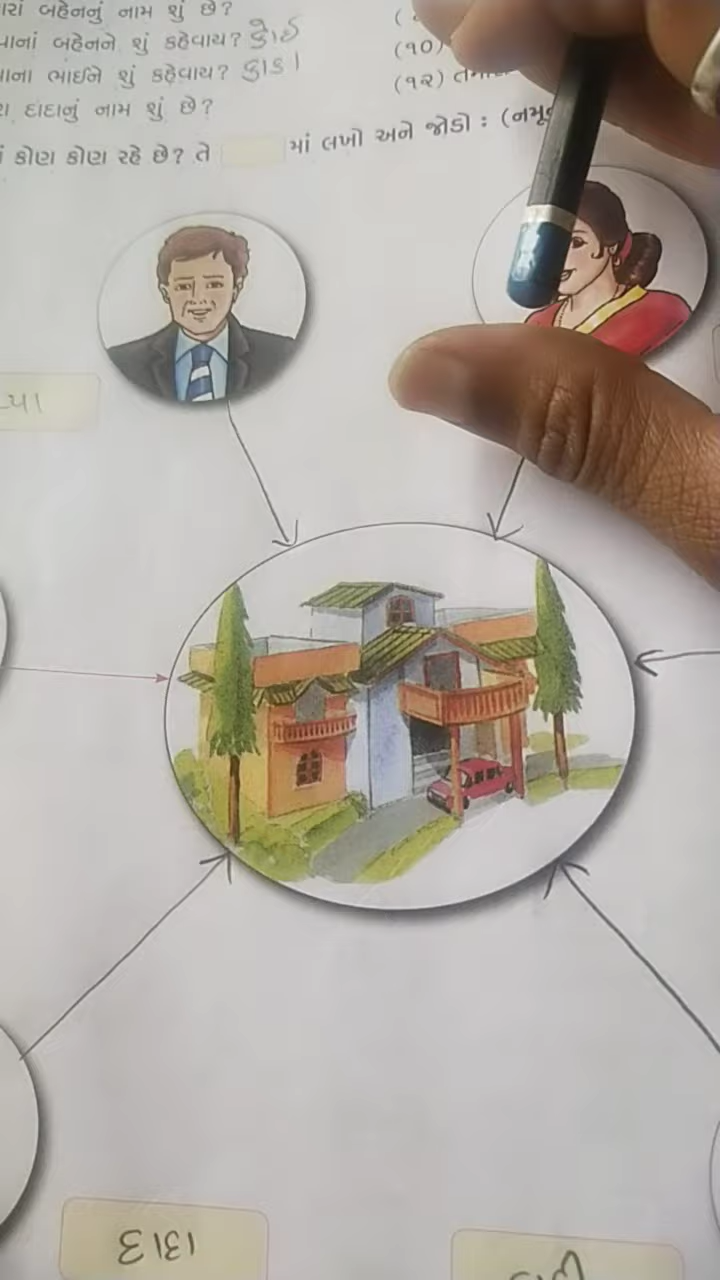 બહેનનું નામ શું છે?
બહેનને શું કહેવાય? ફોઈ
ભાઈને શું કહેવાય? કાકા
(૧૦)
(૧૨)
દાદાનું નામ શું છે?
કોણ કોણ રહે છે? તે માં લખો અને જોડો :
દાદા